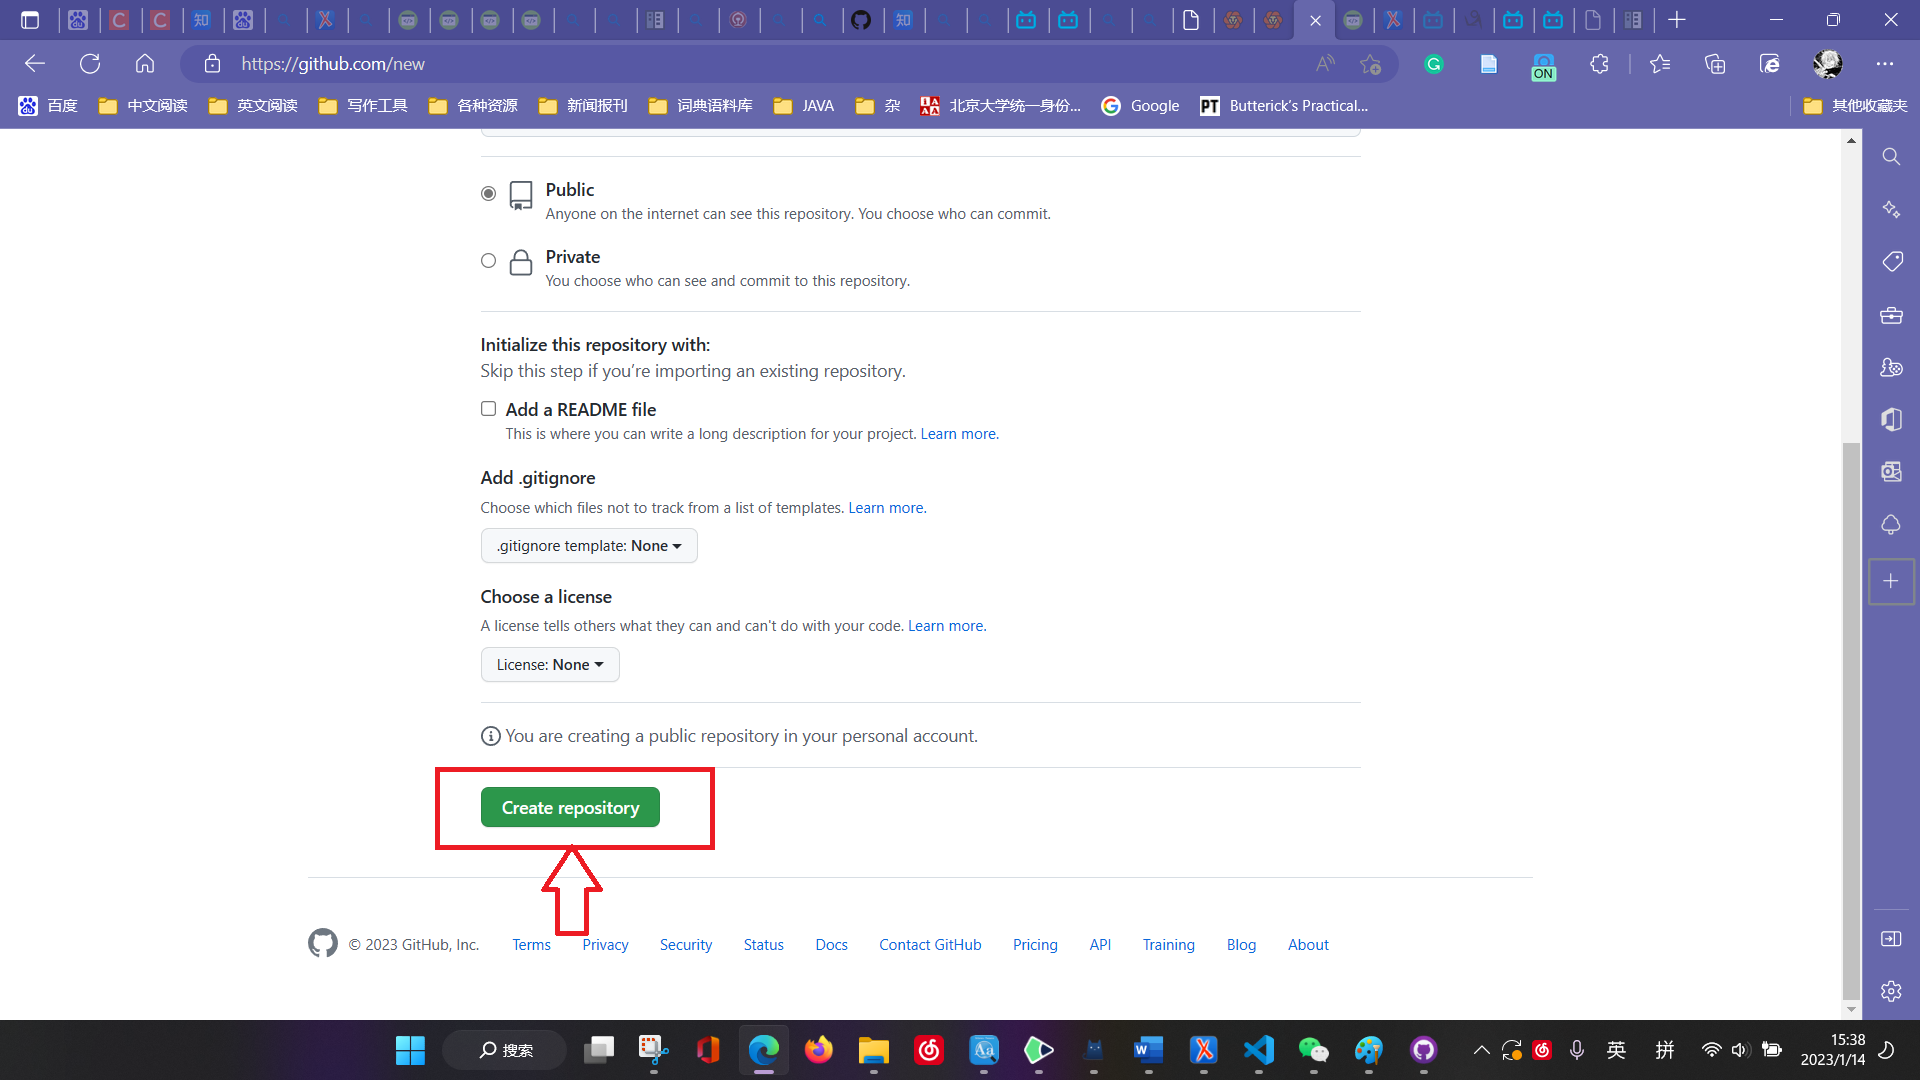 https://github.com/new
ON
百度
中文阅读
英文阅读
写作工具
各种资源
新闻报刊
词典语料库
JAVA
杂
北京大学统一身份...
Google
PT
Butterick's Practical...
其他收藏夹
Public
Anyone on the internet can see this repository. You choose who can commit.
Private
You choose who can see and commit to this repository.
Initialize this repository with:
Skip this step if you're importing an existing repository.
Add a README file
This is where you can write a long description for your project. Learn more.
Add .gitignore
Choose which files not to track from a list of templates. Learn more.
.gitignore template: None
Choose a license
A license tells others what they can and can't do with your code. Learn more.
License: None
You are creating a public repository in your personal account.
Create repository
© 2023 GitHub, Inc.
Terms
Privacy
Security
Status
Docs
Contact GitHub
Pricing
API
Training
Blog
About
搜索
英
拼
15:38
2023/1/14